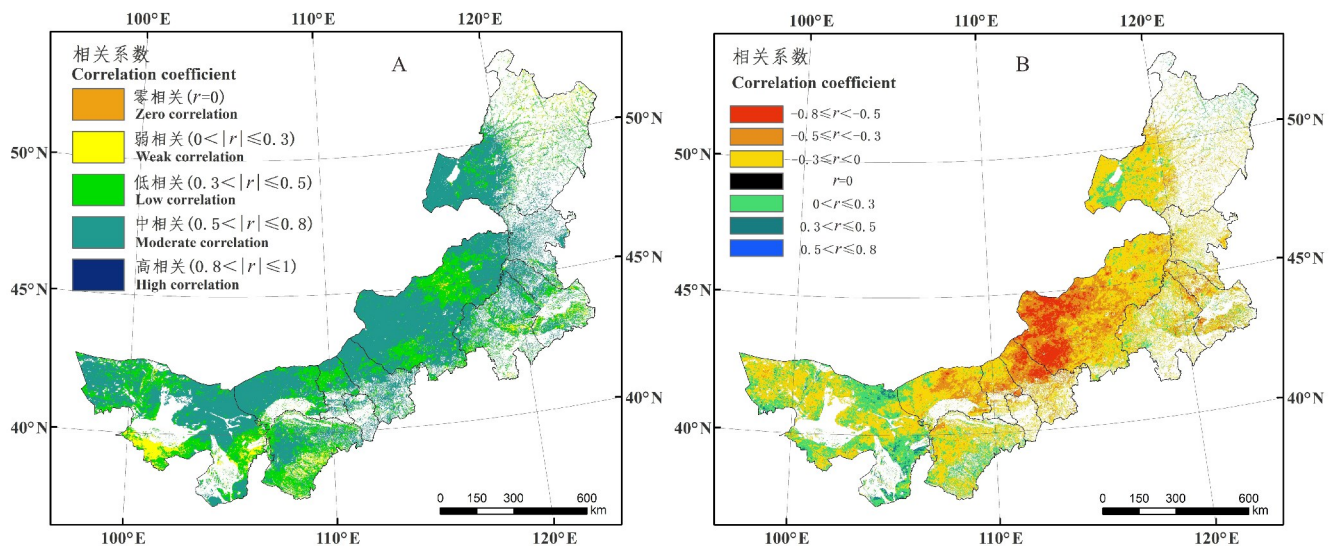 100°E
110°E
120°E
相关系数
Correlation coefficient
零相关(r=0)
Zero correlation
弱相关(0<|r|≤0.3)
Weak correlation
低相关(0.3<|r|≤0.5)
Low correlation
中相关(0.5<|r|≤0.8)
Moderate correlation
高相关(0.8<|r|≤1)
High correlation
A
50°N
45°N
40°N
50°N
45°N
40°N
0 150 300 600
km
100°E
110°E
120°E
100°E
110°E
120°E
相关系数
Correlation coefficient
-0.8≤r<-0.5
-0.5≤r<-0.3
-0.3≤r<0
r=0
0<r≤0.3
0.3<r≤0.5
0.5<r≤0.8
B
50°N
45°N
40°N
50°N
45°N
40°N
0 150 300 600
km
100°E
110°E
120°E